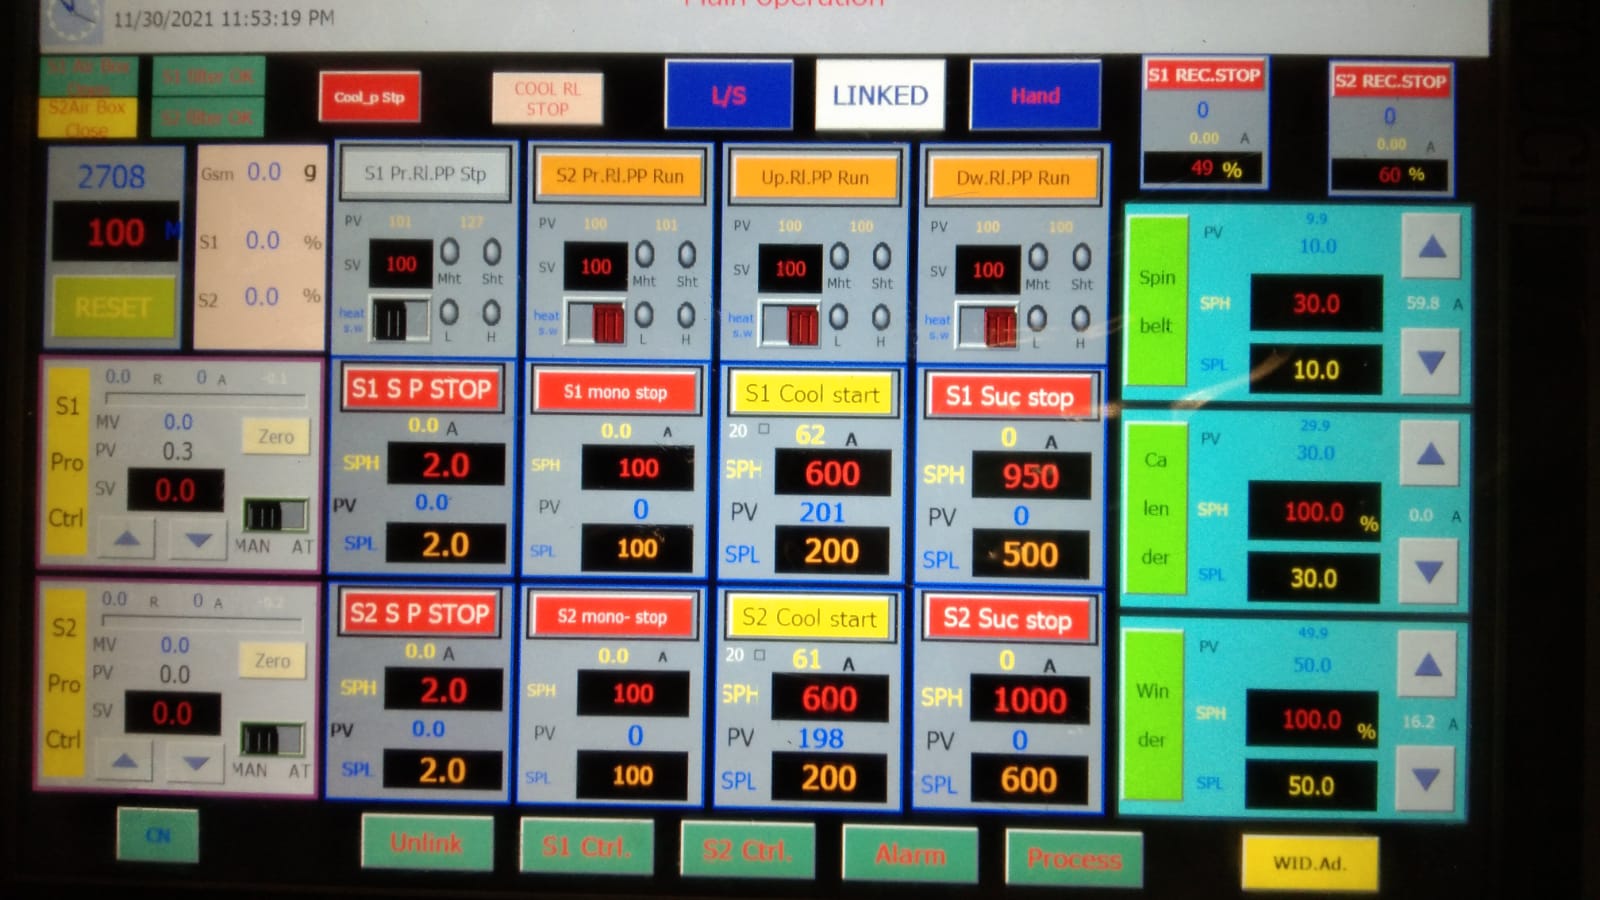 Main operation
11/30/2021 11:53:19 PM
S1 Air Box
Close
S1 filter OK
S2Air Box
Close
S2 filter OK
Cool_p Stp
COOL RL
STOP
L/S
LINKED
Hand
S1 REC.STOP
0
0.00 A
49 %
S2 REC.STOP
0
0.00 A
60 %
2708
100 M
RESET
Gsm 0.0 g
S1 0.0 %
S2 0.0 %
S1 Pr.Rl.PP Stp
PV 101 127
SV 100
Mht Sht
heat
s.w
L H
S2 Pr.Rl.PP Run
PV 100 101
SV 100
Mht Sht
heat
s.w
L H
Up.Rl.PP Run
PV 100 100
SV 100
Mht Sht
heat
s.w
L H
Dw.Rl.PP Run
PV 100 100
SV 100
Mht Sht
heat
s.w
L H
Spin
belt
PV 9.9
10.0
SPH 30.0
59.8 A
SPL 10.0
S1
Pro
Ctrl
0.0 R 0 A -0.1
MV 0.0
PV 0.3
Zero
SV 0.0
MAN AT
S1 S P STOP
0.0 A
SPH 2.0
PV 0.0
SPL 2.0
S1 mono stop
0.0 A
SPH 100
PV 0
SPL 100
S1 Cool start
20 62 A
SPH 600
PV 201
SPL 200
S1 Suc stop
0 A
SPH 950
PV 0
SPL 500
Ca
len
der
PV 29.9
30.0
SPH 100.0 %
0.0 A
SPL 30.0
S2
Pro
Ctrl
0.0 R 0 A -0.2
MV 0.0
PV 0.0
Zero
SV 0.0
MAN AT
S2 S P STOP
0.0 A
SPH 2.0
PV 0.0
SPL 2.0
S2 mono- stop
0.0 A
SPH 100
PV 0
SPL 100
S2 Cool start
20 61 A
SPH 600
PV 198
SPL 200
S2 Suc stop
0 A
SPH 1000
PV 0
SPL 600
Win
der
PV 49.9
50.0
SPH 100.0 %
16.2 A
SPL 50.0
CN
Unlink
S1 Ctrl.
S2 Ctrl.
Alarm
Process
WID.Ad.